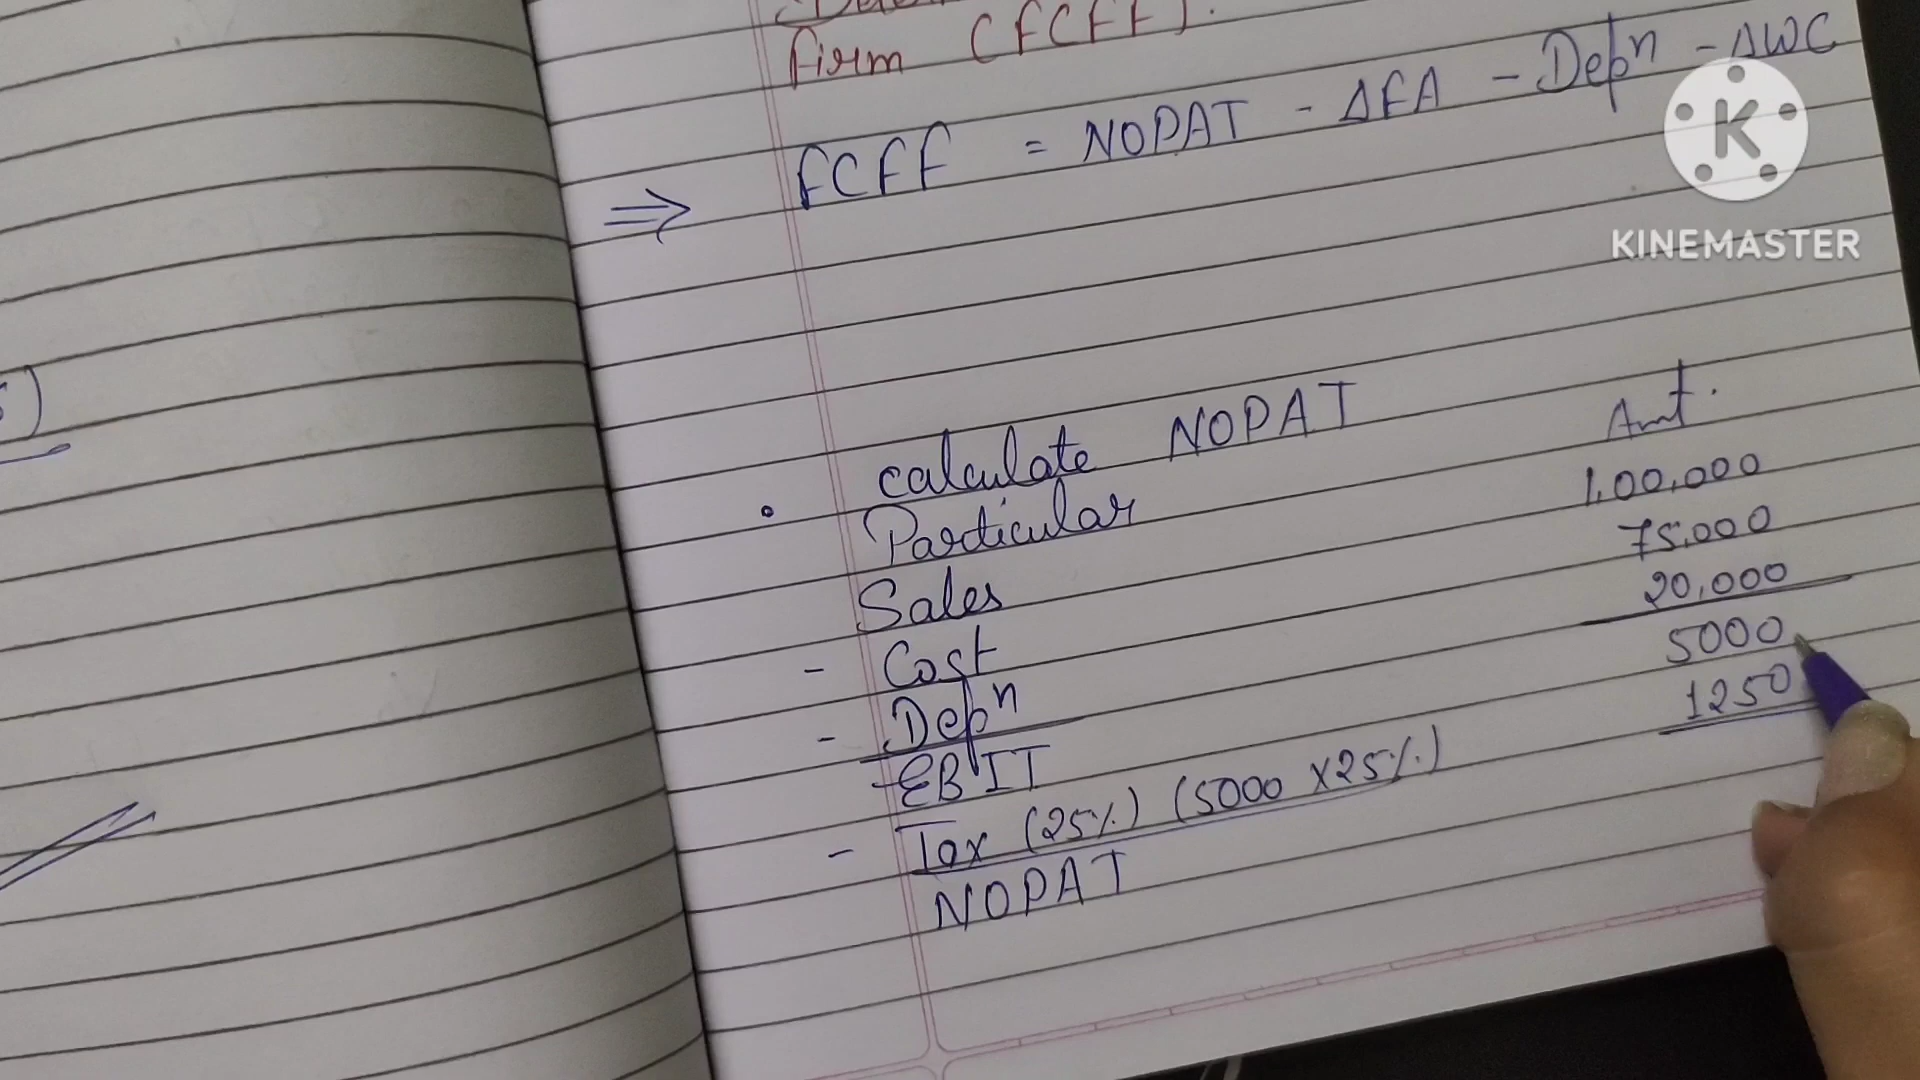 firm (FCFF).
FCFF = NOPAT - ΔFA - Depn - ΔWC
KINEMASTER
calculate NOPAT
Particular Amt.
Sales 1,00,000
- Cost 75,000
- Depn 20,000
EBIT 5000
- Tax (25%) (5000 x25%) 1250
NOPAT